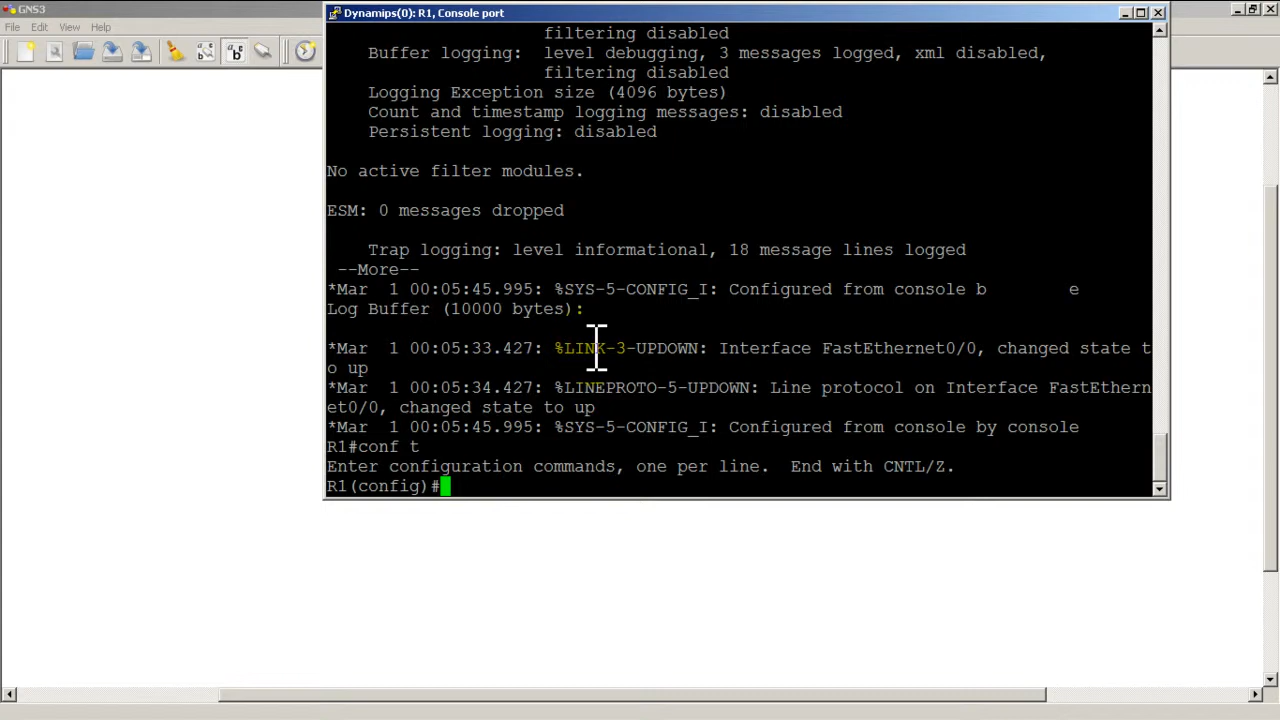 GNS3
File Edit View Help
Dynamips(0): R1, Console port
filtering disabled
Buffer logging: level debugging, 3 messages logged, xml disabled,
filtering disabled
Logging Exception size (4096 bytes)
Count and timestamp logging messages: disabled
Persistent logging: disabled
No active filter modules.
ESM: 0 messages dropped
Trap logging: level informational, 18 message lines logged
--More--
*Mar 1 00:05:45.995: %SYS-5-CONFIG_I: Configured from console b e
Log Buffer (10000 bytes):
*Mar 1 00:05:33.427: %LINK-3-UPDOWN: Interface FastEthernet0/0, changed state t
o up
*Mar 1 00:05:34.427: %LINEPROTO-5-UPDOWN: Line protocol on Interface FastEthern
et0/0, changed state to up
*Mar 1 00:05:45.995: %SYS-5-CONFIG_I: Configured from console by console
R1#conf t
Enter configuration commands, one per line. End with CNTL/Z.
R1(config)#